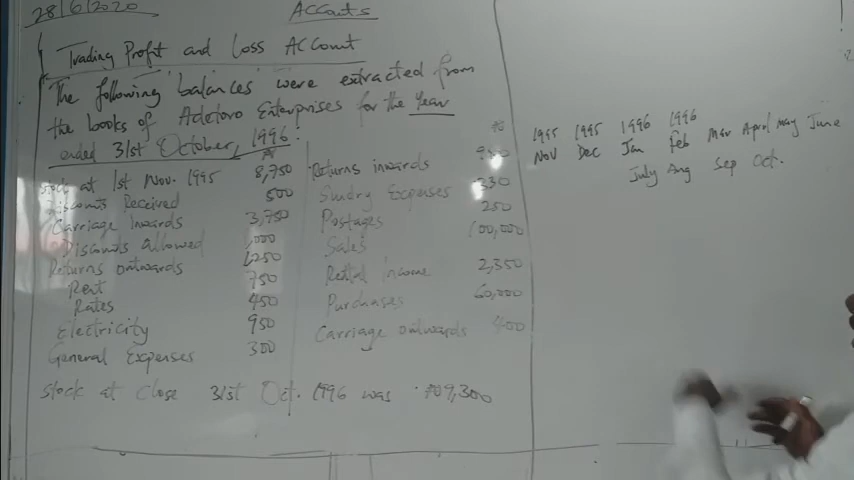 28/6/2020
Accounts
Trading Profit and Loss Account
The following balances were extracted from
the books of Adetoro Enterprises for the Year
ended 31st October, 1996:
₦
Stock at 1st Nov. 1995 8,750
Discounts Received 500
Carriage Inwards 3,750
Discounts allowed 1,000
Returns outwards 1,250
Rent 750
Rates 450
Electricity 950
General Expenses 300
₦
Returns inwards
Sundry Expenses 330
Postages 250
Sales 100,000
Rental Income 2,350
Purchases 60,000
Carriage outwards 400
Stock at Close 31st Oct. 1996 was ₦9,300
1995 1995 1996 1996
Nov Dec Jan Feb Mar April May June
July Aug Sep Oct.